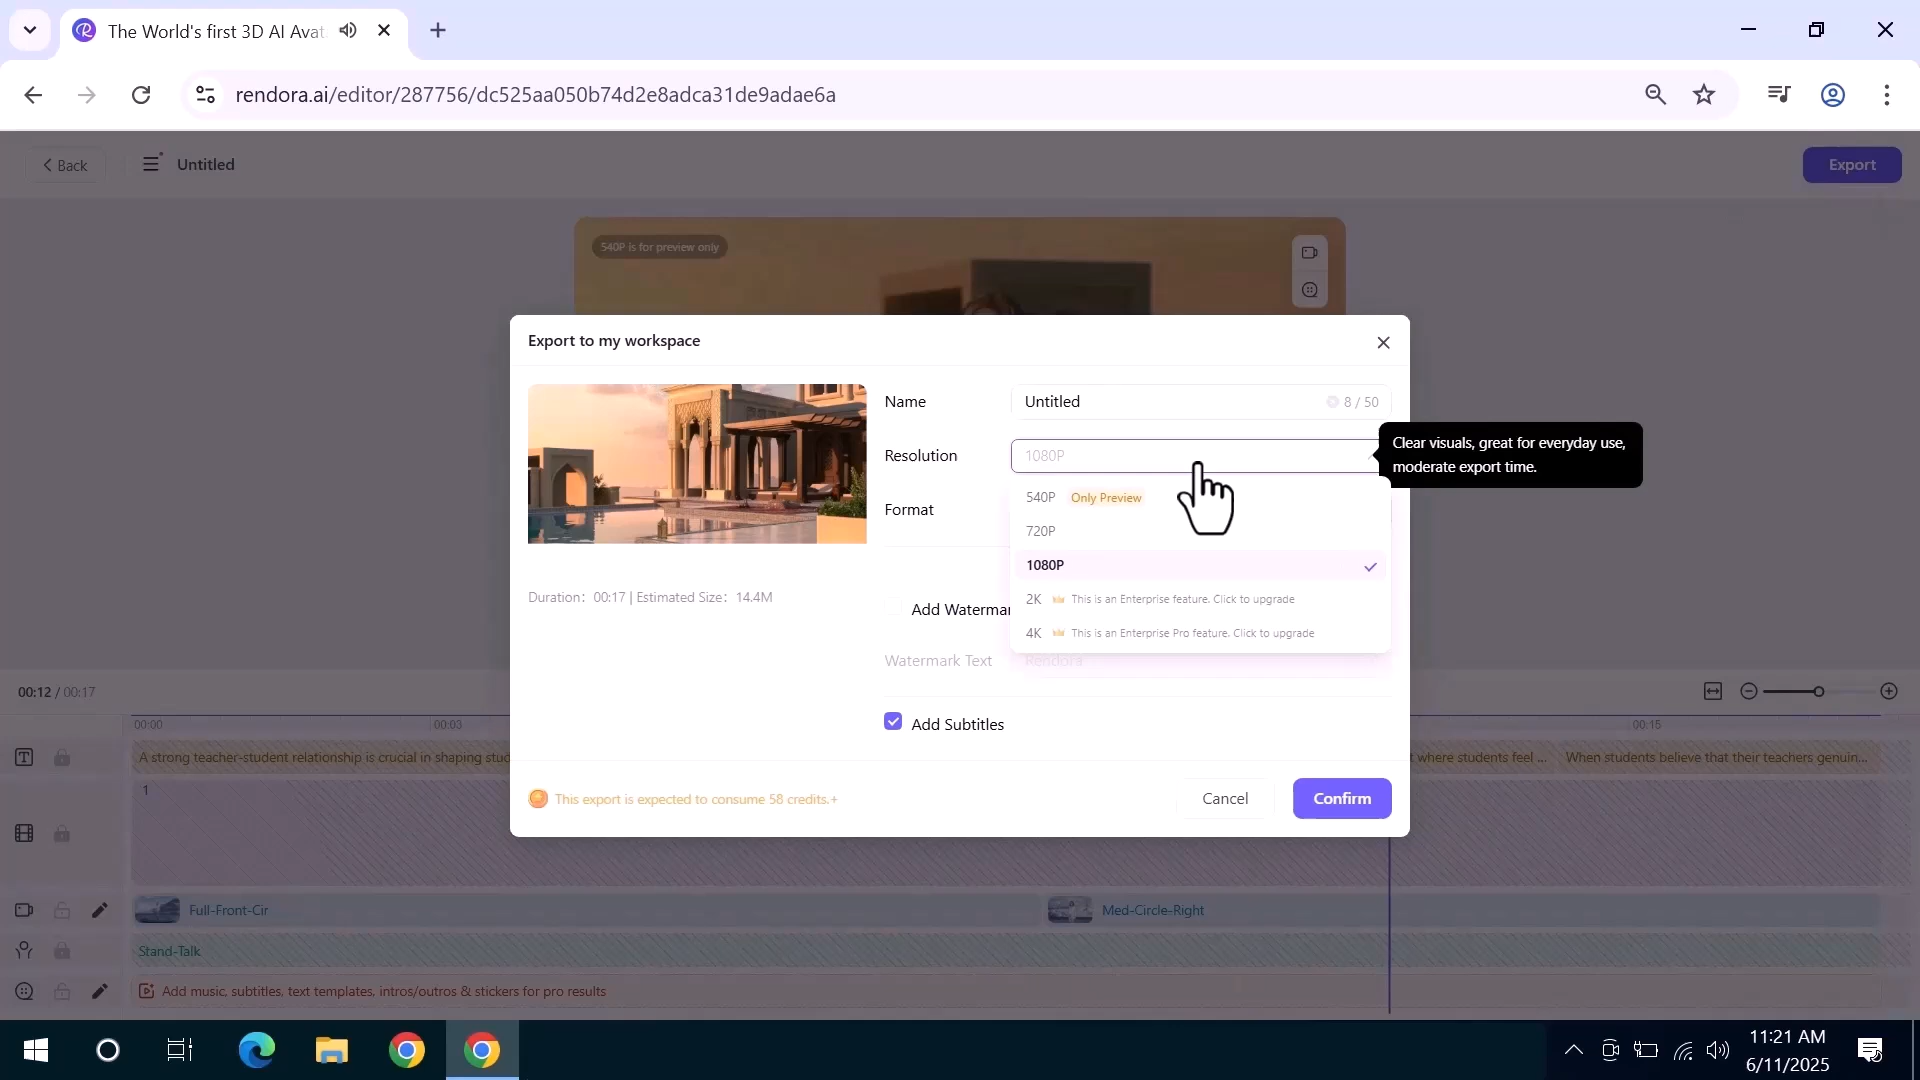 The World's first 3D AI Avat
rendora.ai/editor/287756/dc525aa050b74d2e8adca31de9adae6a
Back
Untitled
Export
540P is for preview only
Export to my workspace
Name
Untitled
8 / 50
Resolution
1080P
Clear visuals, great for everyday use,
moderate export time.
540P Only Preview
Format
720P
1080P
2K This is an Enterprise feature. Click to upgrade
4K This is an Enterprise Pro feature. Click to upgrade
Duration: 00:17 | Estimated Size: 14.4M
Add Watermar
Watermark Text
Rendora
Add Subtitles
This export is expected to consume 58 credits.+
Cancel
Confirm
00:12 / 00:17
00:00
00:03
00:15
A strong teacher-student relationship is crucial in shaping stud
t where students feel ...
When students believe that their teachers genuin...
1
Full-Front-Cir
Med-Circle-Right
Stand-Talk
Add music, subtitles, text templates, intros/outros & stickers for pro results
11:21 AM
6/11/2025